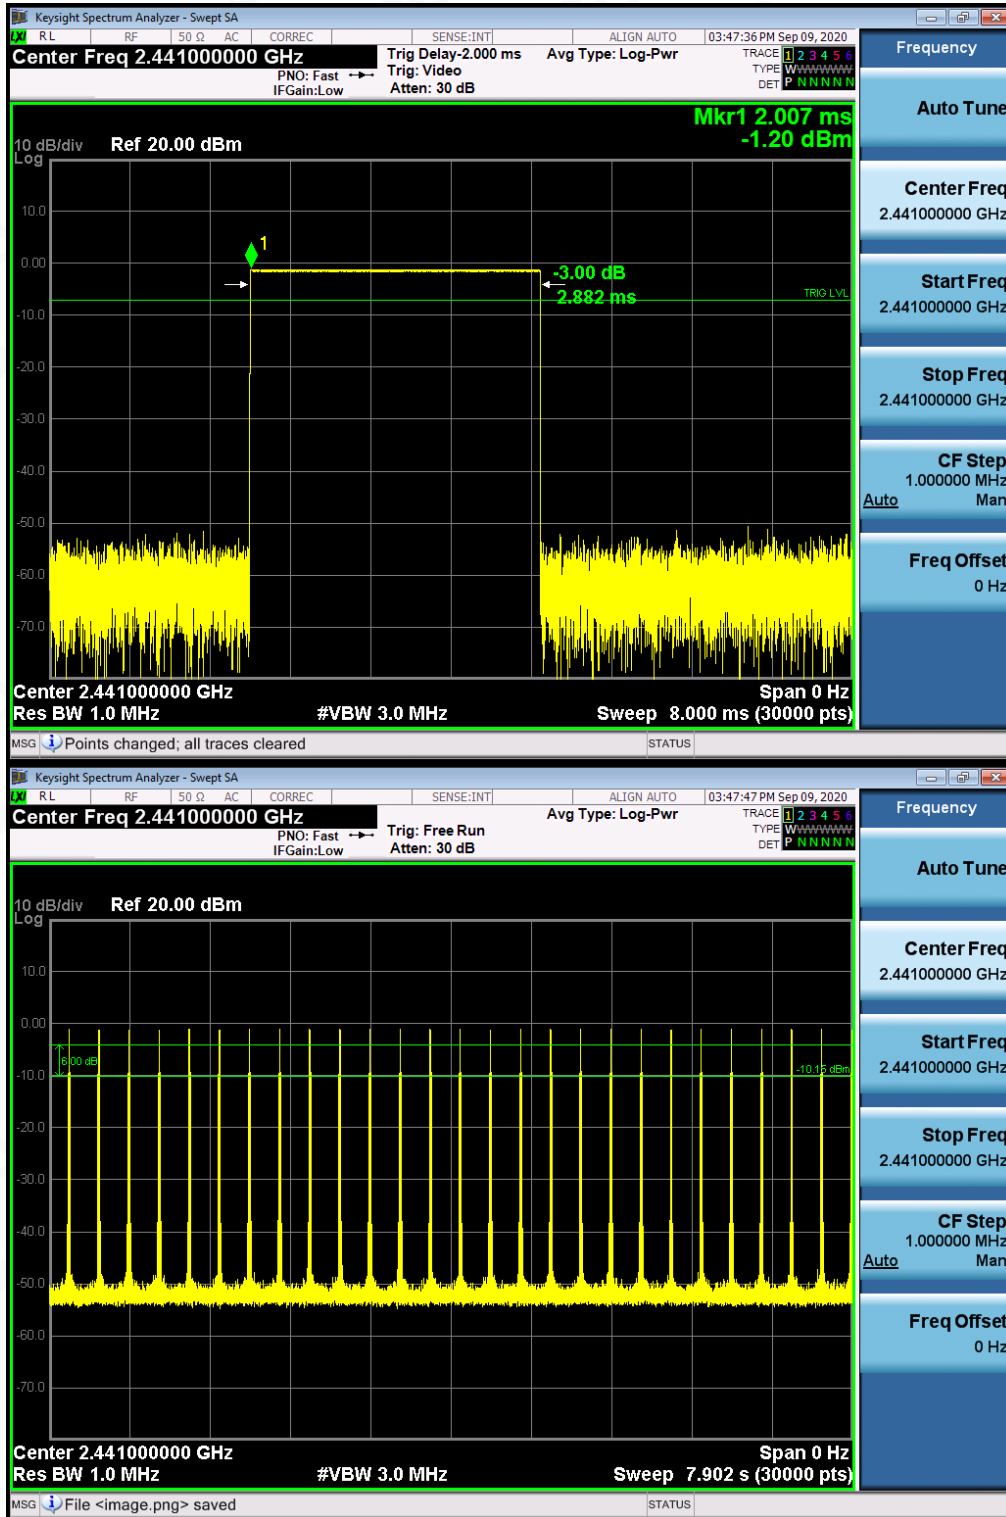 Keysight Spectrum Analyzer - Swept SA
LXI RL RF 50 Ω AC CORREC SENSE:INT ALIGN AUTO 03:47:36 PM Sep 09, 2020
Center Freq 2.441000000 GHz
PNO: Fast
IFGain:Low
Trig Delay-2.000 ms
Trig: Video
Atten: 30 dB
Avg Type: Log-Pwr
TRACE 1 2 3 4 5 6
TYPE WWWWWW
DET P N N N N N
Mkr1 2.007 ms
-1.20 dBm
10 dB/div Ref 20.00 dBm
Log
10.0
1
0.00
-3.00 dB
2.882 ms
TRIG LVL
-10.0
-20.0
-30.0
-40.0
-50.0
-60.0
-70.0
Center 2.441000000 GHz Span 0 Hz
Res BW 1.0 MHz #VBW 3.0 MHz Sweep 8.000 ms (30000 pts)
MSG Points changed; all traces cleared STATUS
Frequency
Auto Tune
Center Freq
2.441000000 GHz
Start Freq
2.441000000 GHz
Stop Freq
2.441000000 GHz
CF Step
1.000000 MHz
Auto Man
Freq Offset
0 Hz
Keysight Spectrum Analyzer - Swept SA
LXI RL RF 50 Ω AC CORREC SENSE:INT ALIGN AUTO 03:47:47 PM Sep 09, 2020
Center Freq 2.441000000 GHz
PNO: Fast
IFGain:Low
Trig: Free Run
Atten: 30 dB
Avg Type: Log-Pwr
TRACE 1 2 3 4 5 6
TYPE WWWWWW
DET P N N N N N
10 dB/div Ref 20.00 dBm
Log
10.0
0.00
6.00 dB
-10.15 dBm
-10.0
-20.0
-30.0
-40.0
-50.0
-60.0
-70.0
Center 2.441000000 GHz Span 0 Hz
Res BW 1.0 MHz #VBW 3.0 MHz Sweep 7.902 s (30000 pts)
MSG File <image.png> saved STATUS
Frequency
Auto Tune
Center Freq
2.441000000 GHz
Start Freq
2.441000000 GHz
Stop Freq
2.441000000 GHz
CF Step
1.000000 MHz
Auto Man
Freq Offset
0 Hz